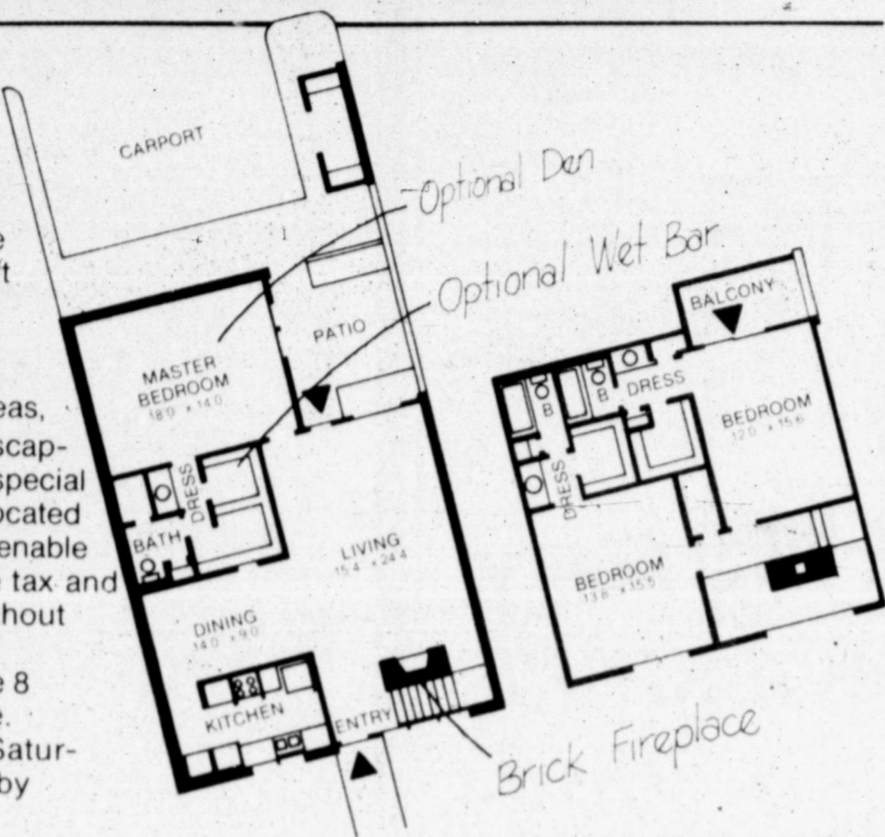 e
ft
eas,
scap-
special
ocated
enable
e tax and
hout
e 8
e.
Satur-
by
CARPORT
Optional Den
Optional Wet Bar
PATIO
MASTER
BEDROOM
18.0 x 14.0
DRESS
BATH
LIVING
15.4 x 24.4
DINING
14.0 x 9.0
KITCHEN
ENTRY
Brick Fireplace
BALCONY
B
B
DRESS
BEDROOM
12.0 x 15.6
DRESS
BEDROOM